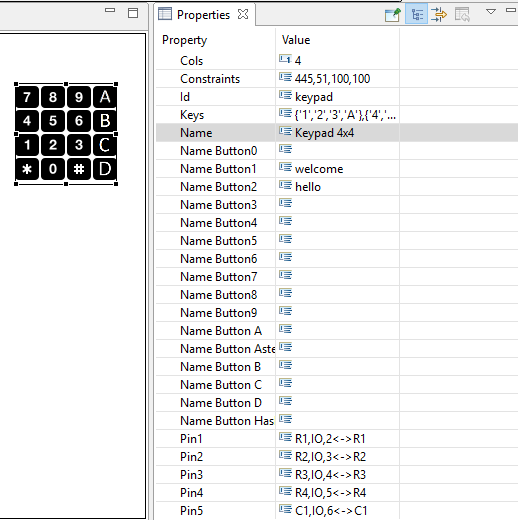 Properties
Property Value
Cols 4
Constraints 445,51,100,100
Id keypad
Keys {'1','2','3','A'},{'4','...
Name Keypad 4x4
Name Button0
Name Button1 welcome
Name Button2 hello
Name Button3
Name Button4
Name Button5
Name Button6
Name Button7
Name Button8
Name Button9
Name Button A
Name Button Aste
Name Button B
Name Button C
Name Button D
Name Button Has
Pin1 R1,IO,2<->R1
Pin2 R2,IO,3<->R2
Pin3 R3,IO,4<->R3
Pin4 R4,IO,5<->R4
Pin5 C1,IO,6<->C1
7 8 9 A
4 5 6 B
1 2 3 C
* 0 # D